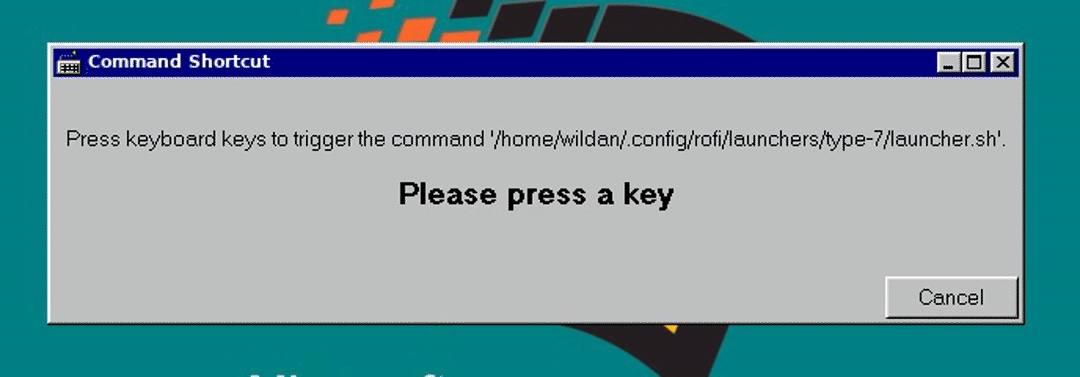 Command Shortcut
Press keyboard keys to trigger the command '/home/wildan/.config/rofi/launchers/type-7/launcher.sh'.
Please press a key
Cancel